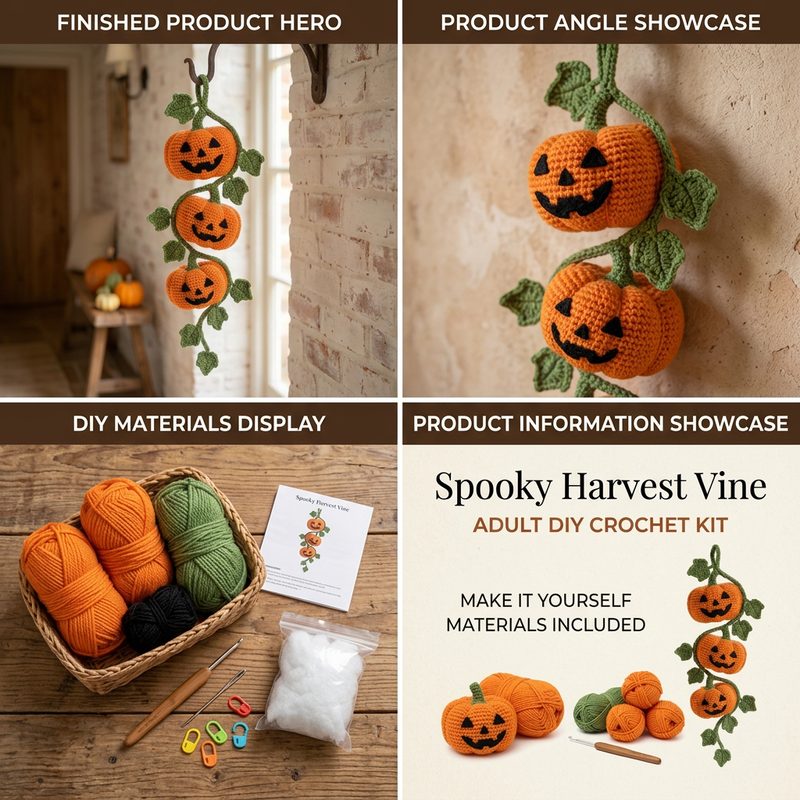 FINISHED PRODUCT HERO
PRODUCT ANGLE SHOWCASE
DIY MATERIALS DISPLAY
Spooky Harvest Vine
PRODUCT INFORMATION SHOWCASE
Spooky Harvest Vine
ADULT DIY CROCHET KIT
MAKE IT YOURSELF
MATERIALS INCLUDED